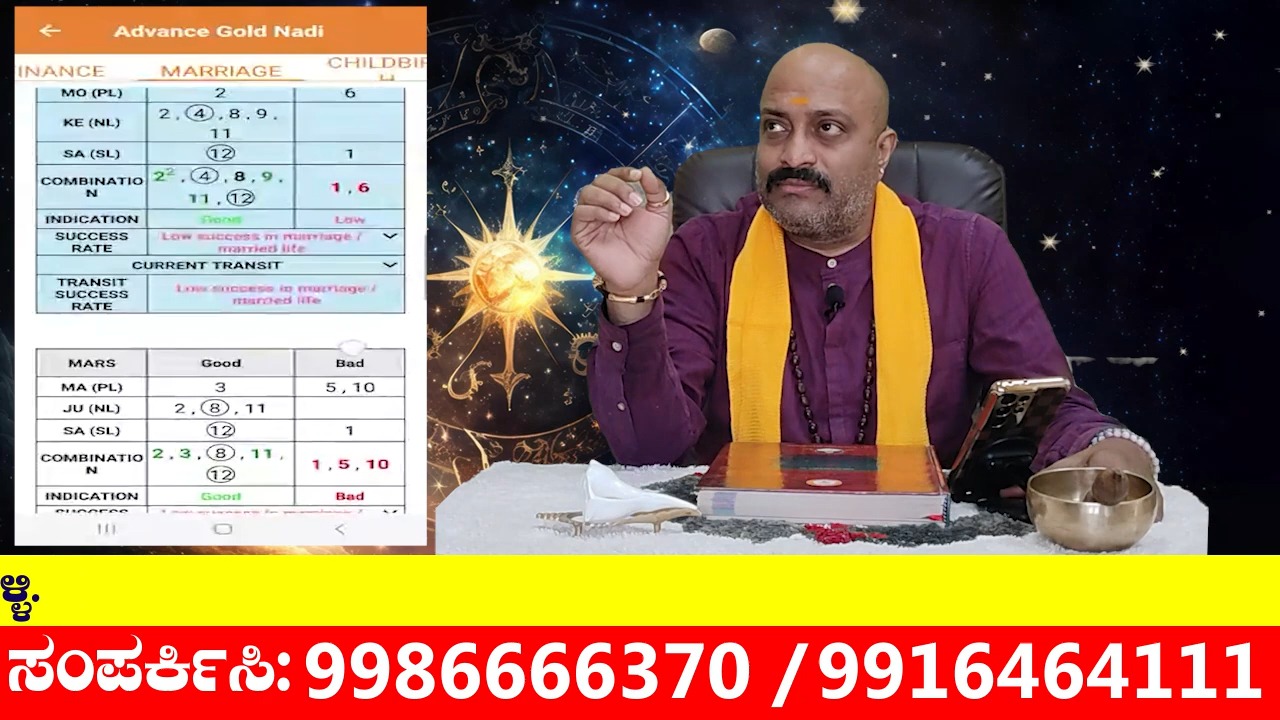 Advance Gold Nadi
INANCE MARRIAGE CHILDBIR
MO (PL) 2 6
KE (NL) 2, 4, 8, 9,
11
SA (SL) 12 1
COMBINATIO
N 2², 4, 8, 9,
11, 12 1, 6
INDICATION Good Low
SUCCESS
RATE Low success in marriage /
married life
CURRENT TRANSIT
TRANSIT
SUCCESS
RATE Low success in marriage /
married life
MARS Good Bad
MA (PL) 3 5, 10
JU (NL) 2, 8, 11
SA (SL) 12 1
COMBINATIO
N 2, 3, 8, 11,
12 1, 5, 10
INDICATION Good Bad
ಸಂಪರ್ಕಿಸಿ: 9986666370 / 9916464111